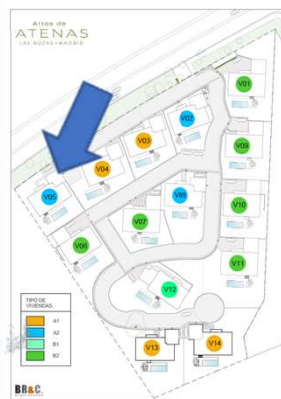 Altos de
ATENAS
LAS ROZAS • MADRID
V01
V02
V03
V09
V04
V05
V08
V10
V07
V06
V11
V12
V14
V13
TIPO DE
VIVIENDAS
A1
A2
B1
B2
BR&C.